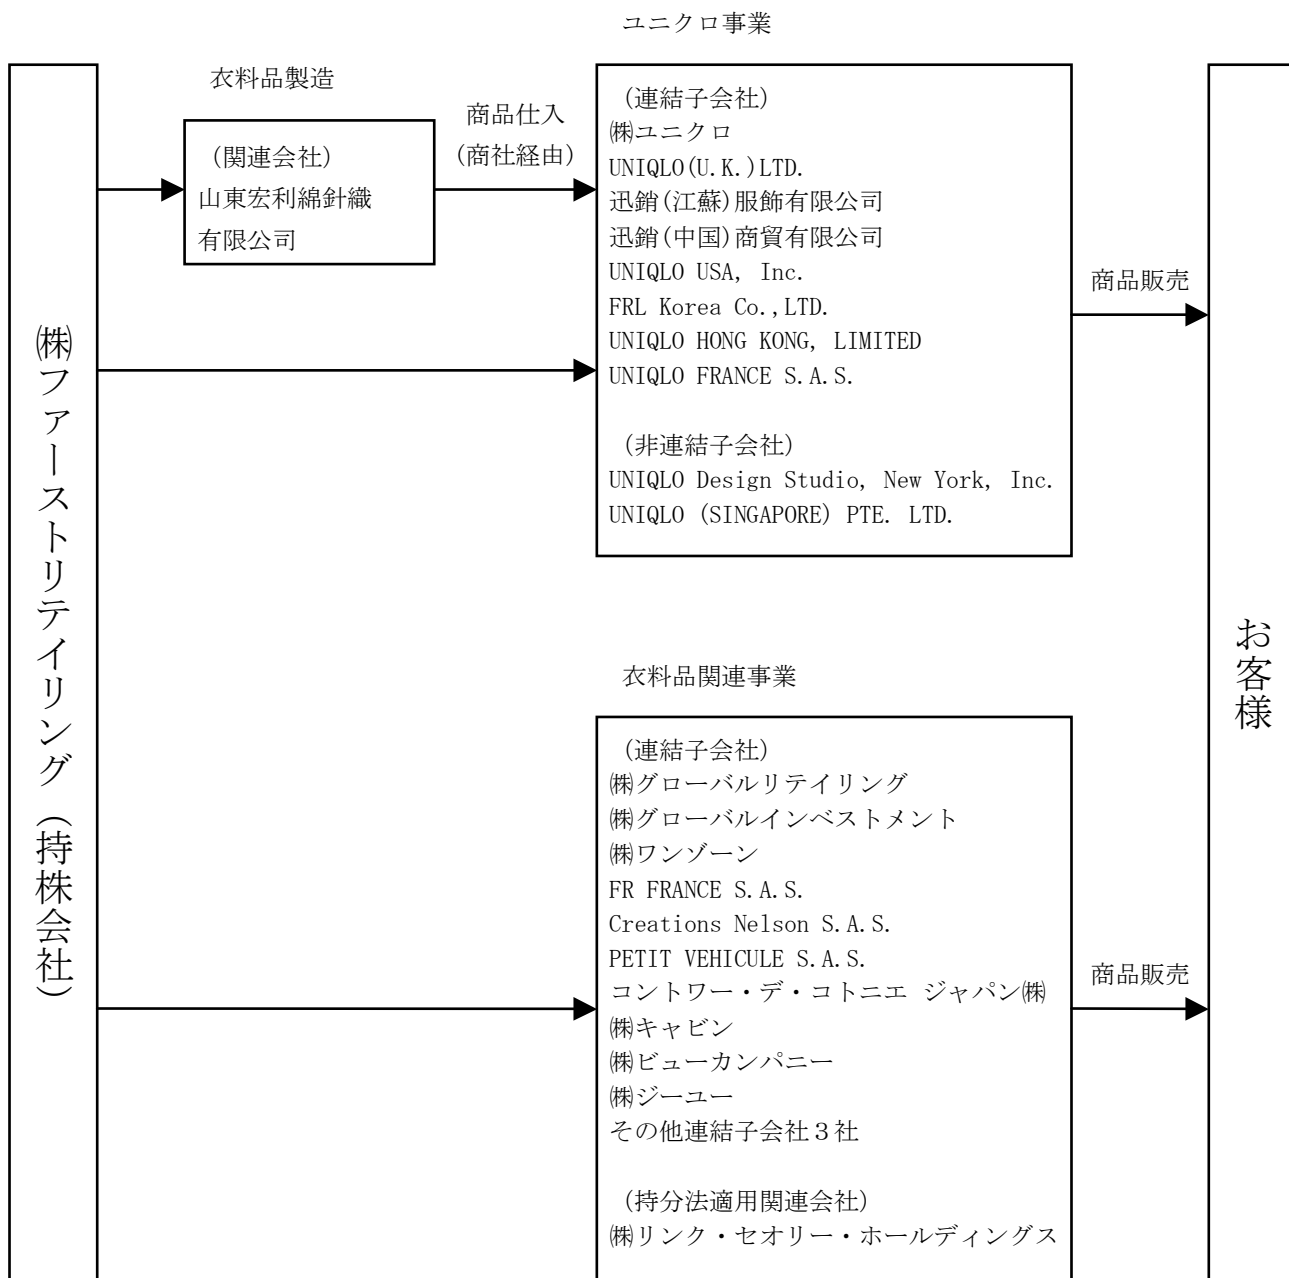 ユニクロ事業
衣料品製造
商品仕入
(商社経由)
(関連会社)
山東宏利綿針織
有限公司
(連結子会社)
㈱ユニクロ
UNIQLO(U.K.)LTD.
迅銷(江蘇)服飾有限公司
迅銷(中国)商貿有限公司
UNIQLO USA, Inc.
FRL Korea Co.,LTD.
UNIQLO HONG KONG, LIMITED
UNIQLO FRANCE S.A.S.
(非連結子会社)
UNIQLO Design Studio, New York, Inc.
UNIQLO (SINGAPORE) PTE. LTD.
商品販売
㈱ファーストリテイリング(持株会社)
衣料品関連事業
(連結子会社)
㈱グローバルリテイリング
㈱グローバルインベストメント
㈱ワンゾーン
FR FRANCE S.A.S.
Creations Nelson S.A.S.
PETIT VEHICULE S.A.S.
コントワー・デ・コトニエ ジャパン㈱
㈱キャビン
㈱ビューカンパニー
㈱ジーユー
その他連結子会社３社
(持分法適用関連会社)
㈱リンク・セオリー・ホールディングス
商品販売
お客様